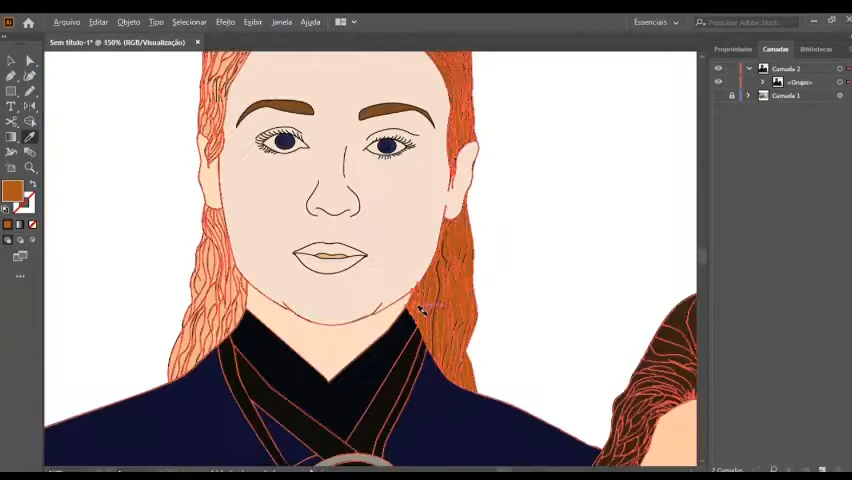 Ai Arquivo Editar Objeto Tipo Selecionar Efeito Exibir Janela Ajuda Essenciais Pesquisar Adobe Stock
Sem título-1* @ 150% (RGB/Visualização) ×
Propriedades Camadas Bibliotecas
Camada 2
<Grupo>
Camada 1
2 Camadas